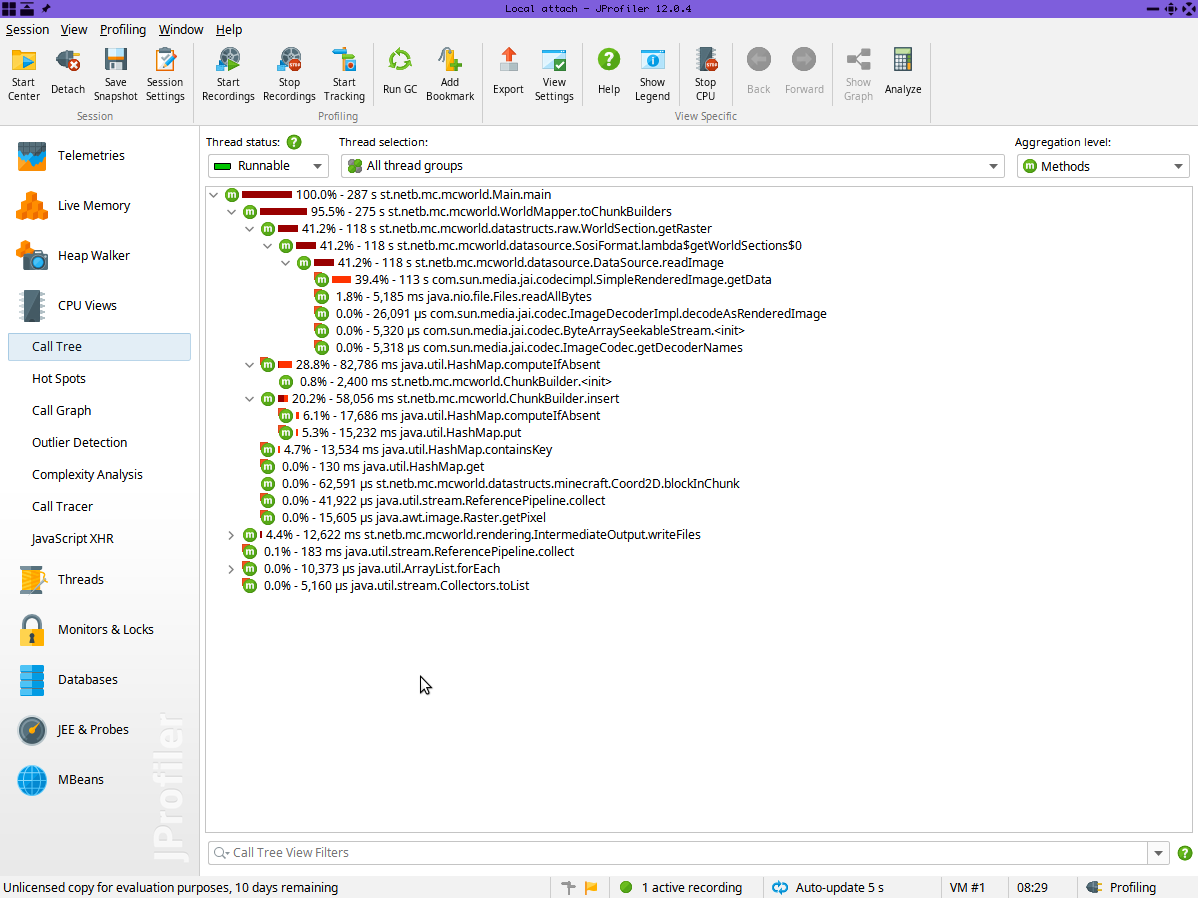 Local attach - JProfiler 12.0.4
Session View Profiling Window Help
Start Center
Detach
Save Snapshot
Session Settings
Start Recordings
Stop Recordings
Start Tracking
Run GC
Add Bookmark
Export
View Settings
Help
Show Legend
Stop CPU
Back
Forward
Show Graph
Analyze
Session
Profiling
View Specific
Telemetries
Live Memory
Heap Walker
CPU Views
Call Tree
Hot Spots
Call Graph
Outlier Detection
Complexity Analysis
Call Tracer
JavaScript XHR
Threads
Monitors & Locks
Databases
JEE & Probes
MBeans
JProfiler
Thread status:
Thread selection:
Aggregation level:
Runnable
All thread groups
Methods
100.0% - 287 s st.netb.mc.mcworld.Main.main
95.5% - 275 s st.netb.mc.mcworld.WorldMapper.toChunkBuilders
41.2% - 118 s st.netb.mc.mcworld.datastructs.raw.WorldSection.getRaster
41.2% - 118 s st.netb.mc.mcworld.datasource.SosiFormat.lambda$getWorldSections$0
41.2% - 118 s st.netb.mc.mcworld.datasource.DataSource.readImage
39.4% - 113 s com.sun.media.jai.codecimpl.SimpleRenderedImage.getData
1.8% - 5,185 ms java.nio.file.Files.readAllBytes
0.0% - 26,091 µs com.sun.media.jai.codec.ImageDecoderImpl.decodeAsRenderedImage
0.0% - 5,320 µs com.sun.media.jai.codec.ByteArraySeekableStream.<init>
0.0% - 5,318 µs com.sun.media.jai.codec.ImageCodec.getDecoderNames
28.8% - 82,786 ms java.util.HashMap.computeIfAbsent
0.8% - 2,400 ms st.netb.mc.mcworld.ChunkBuilder.<init>
20.2% - 58,056 ms st.netb.mc.mcworld.ChunkBuilder.insert
6.1% - 17,686 ms java.util.HashMap.computeIfAbsent
5.3% - 15,232 ms java.util.HashMap.put
4.7% - 13,534 ms java.util.HashMap.containsKey
0.0% - 130 ms java.util.HashMap.get
0.0% - 62,591 µs st.netb.mc.mcworld.datastructs.minecraft.Coord2D.blockInChunk
0.0% - 41,922 µs java.util.stream.ReferencePipeline.collect
0.0% - 15,605 µs java.awt.image.Raster.getPixel
4.4% - 12,622 ms st.netb.mc.mcworld.rendering.IntermediateOutput.writeFiles
0.1% - 183 ms java.util.stream.ReferencePipeline.collect
0.0% - 10,373 µs java.util.ArrayList.forEach
0.0% - 5,160 µs java.util.stream.Collectors.toList
Call Tree View Filters
Unlicensed copy for evaluation purposes, 10 days remaining
1 active recording
Auto-update 5 s
VM #1
08:29
Profiling